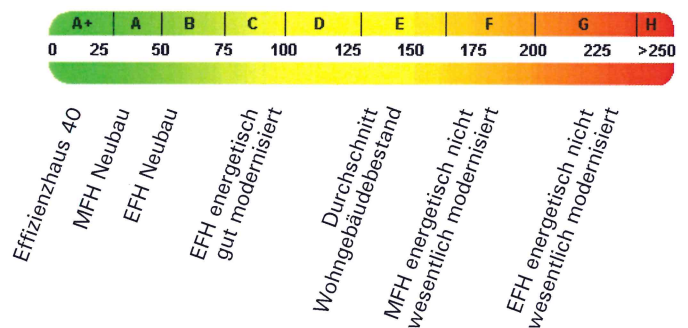 A+ A B C D E F G H
0 25 50 75 100 125 150 175 200 225 >250
Effizienzhaus 40
MFH Neubau
EFH Neubau
EFH energetisch
gut modernisiert
Durchschnitt
Wohngebäudebestand
MFH energetisch nicht
wesentlich modernisiert
EFH energetisch nicht
wesentlich modernisiert